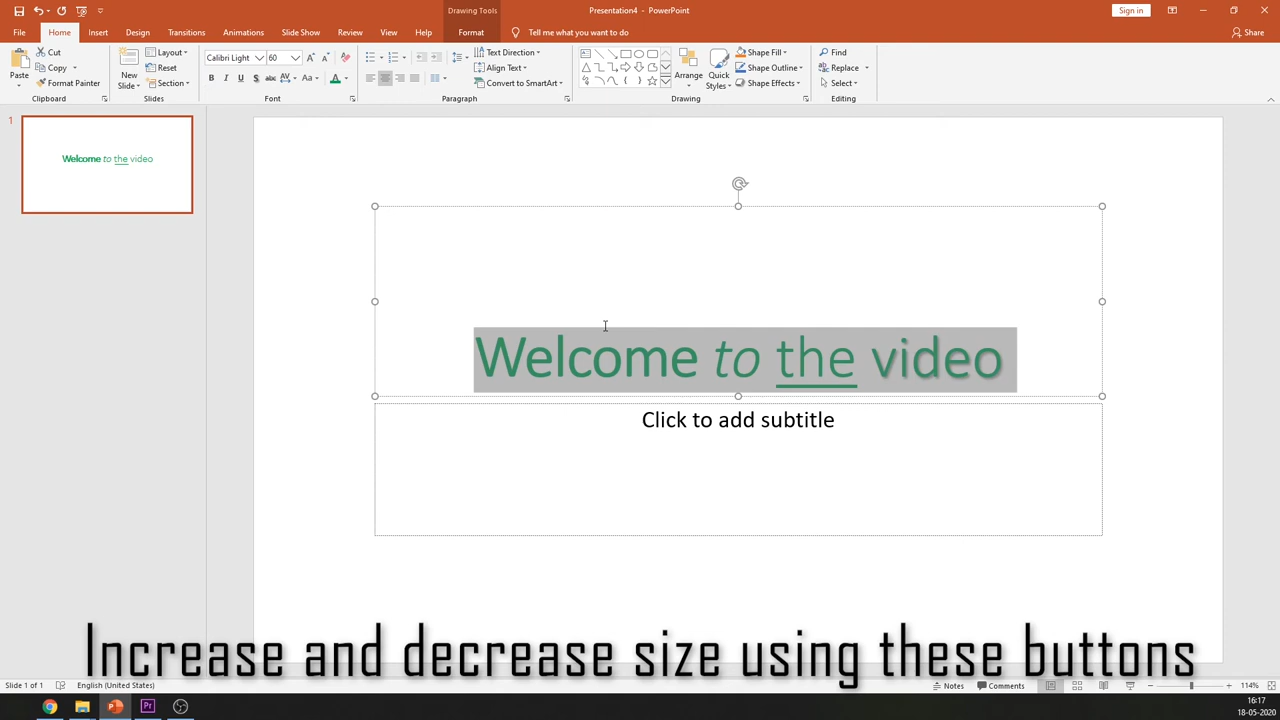 Drawing Tools
Presentation4 - PowerPoint
Sign in
File Home Insert Design Transitions Animations Slide Show Review View Help Format Tell me what you want to do Share
Paste
Cut
Copy
Format Painter
Clipboard
New
Slide
Layout
Reset
Section
Slides
Calibri Light 60
B I U S abc AV Aa A
Font
Text Direction
Align Text
Convert to SmartArt
Paragraph
Arrange
Quick
Styles
Shape Fill
Shape Outline
Shape Effects
Drawing
Find
Replace
Select
Editing
1
Welcome to the video
Welcome to the video
Click to add subtitle
Increase and decrease size using these buttons
Slide 1 of 1 English (United States) Notes Comments 114%
16:17
18-05-2020